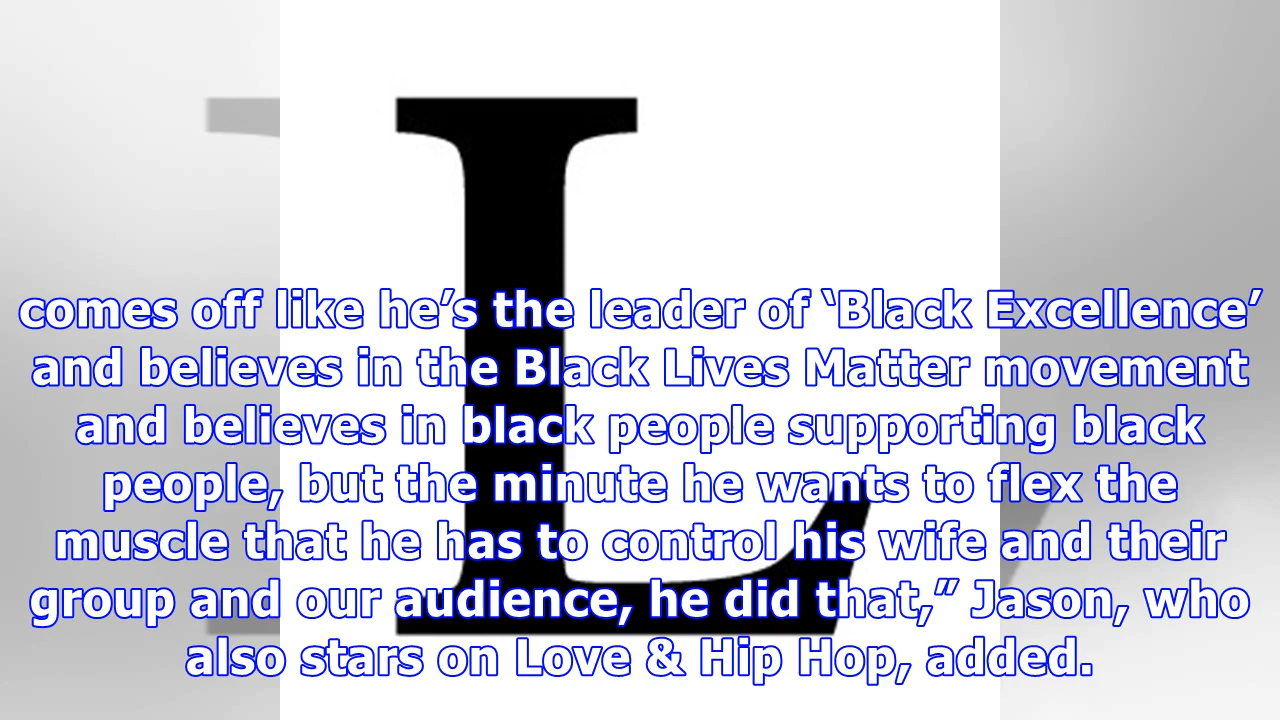 L
comes off like he’s the leader of ‘Black Excellence’
and believes in the Black Lives Matter movement
and believes in black people supporting black
people, but the minute he wants to flex the
muscle that he has to control his wife and their
group and our audience, he did that,” Jason, who
also stars on Love & Hip Hop, added.